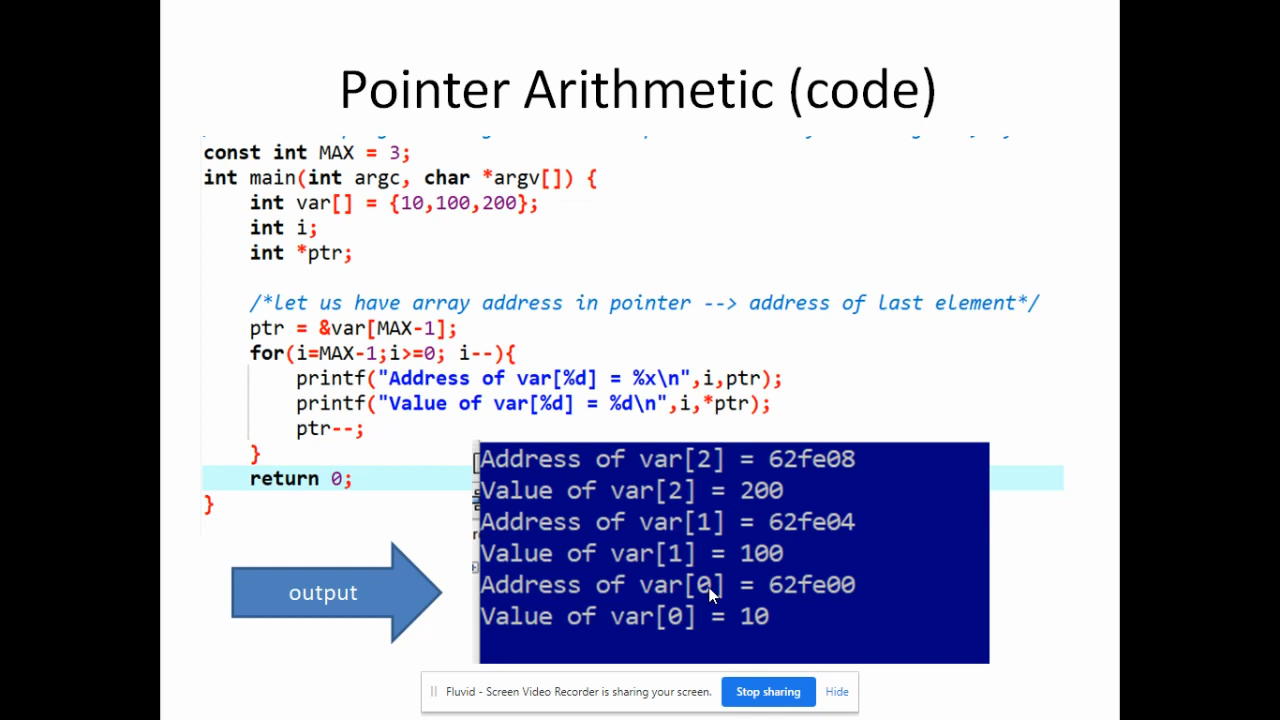 Pointer Arithmetic (code)
const int MAX = 3;
int main(int argc, char *argv[]) {
int var[] = {10,100,200};
int i;
int *ptr;
/*let us have array address in pointer --> address of last element*/
ptr = &var[MAX-1];
for(i=MAX-1;i>=0; i--){
printf("Address of var[%d] = %x\n",i,ptr);
printf("Value of var[%d] = %d\n",i,*ptr);
ptr--;
}
return 0;
}
output
Address of var[2] = 62fe08
Value of var[2] = 200
Address of var[1] = 62fe04
Value of var[1] = 100
Address of var[0] = 62fe00
Value of var[0] = 10
Fluvid - Screen Video Recorder is sharing your screen. Stop sharing Hide